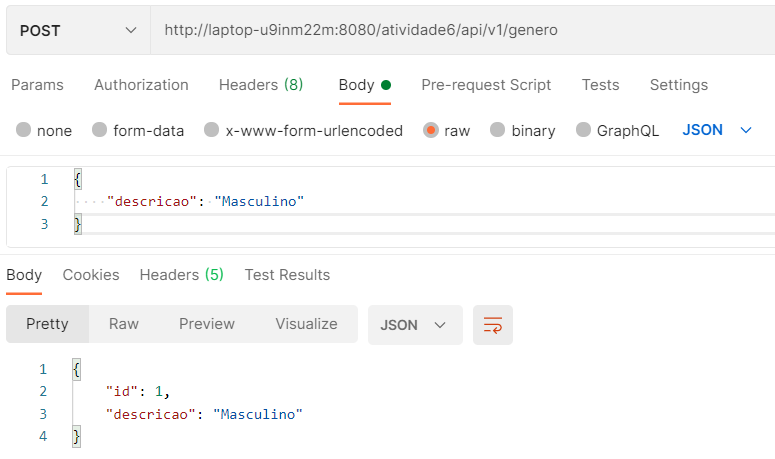 POST http://laptop-u9inm22m:8080/atividade6/api/v1/genero
Params Authorization Headers (8) Body Pre-request Script Tests Settings
none form-data x-www-form-urlencoded raw binary GraphQL JSON
1 {
2 "descricao": "Masculino"
3 }
Body Cookies Headers (5) Test Results
Pretty Raw Preview Visualize JSON
1 {
2 "id": 1,
3 "descricao": "Masculino"
4 }